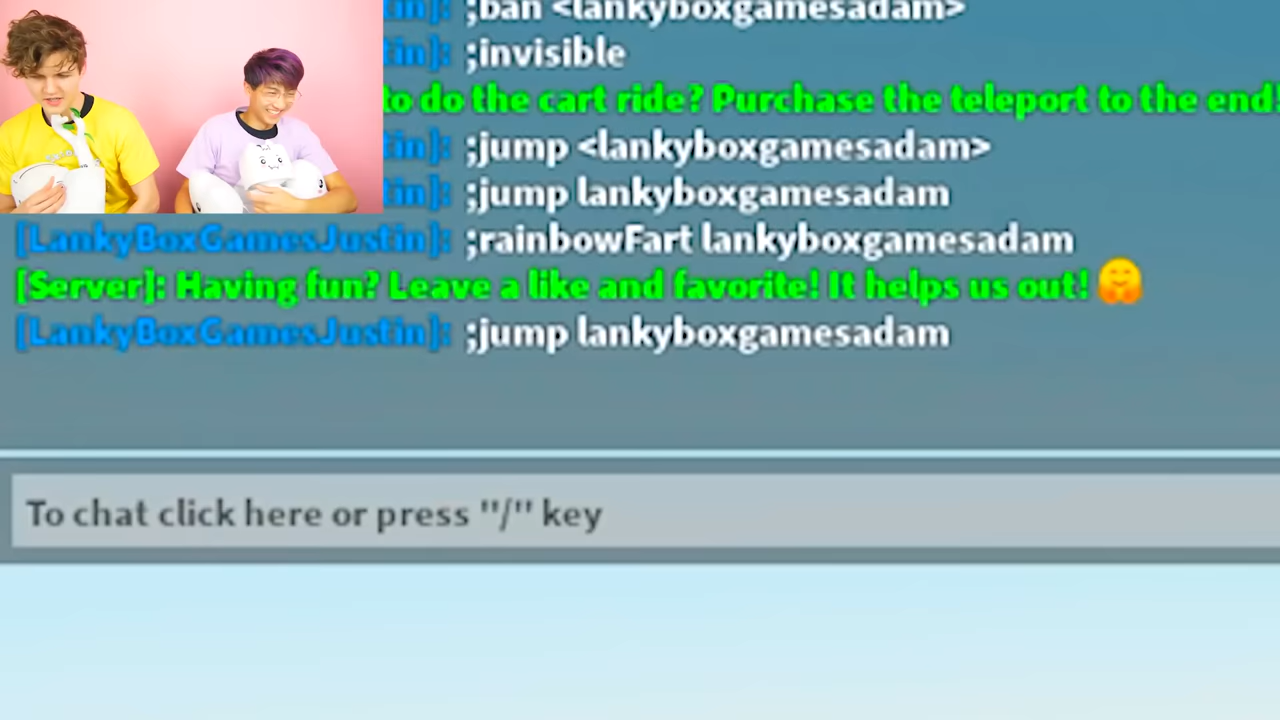 ;ban <lankyboxgamesadam>
;invisible
to do the cart ride? Purchase the teleport to the end!
;jump <lankyboxgamesadam>
;jump lankyboxgamesadam
[LankyBoxGamesJustin]: ;rainbowFart lankyboxgamesadam
[Server]: Having fun? Leave a like and favorite! It helps us out! 🤗
[LankyBoxGamesJustin]: ;jump lankyboxgamesadam
To chat click here or press "/" key